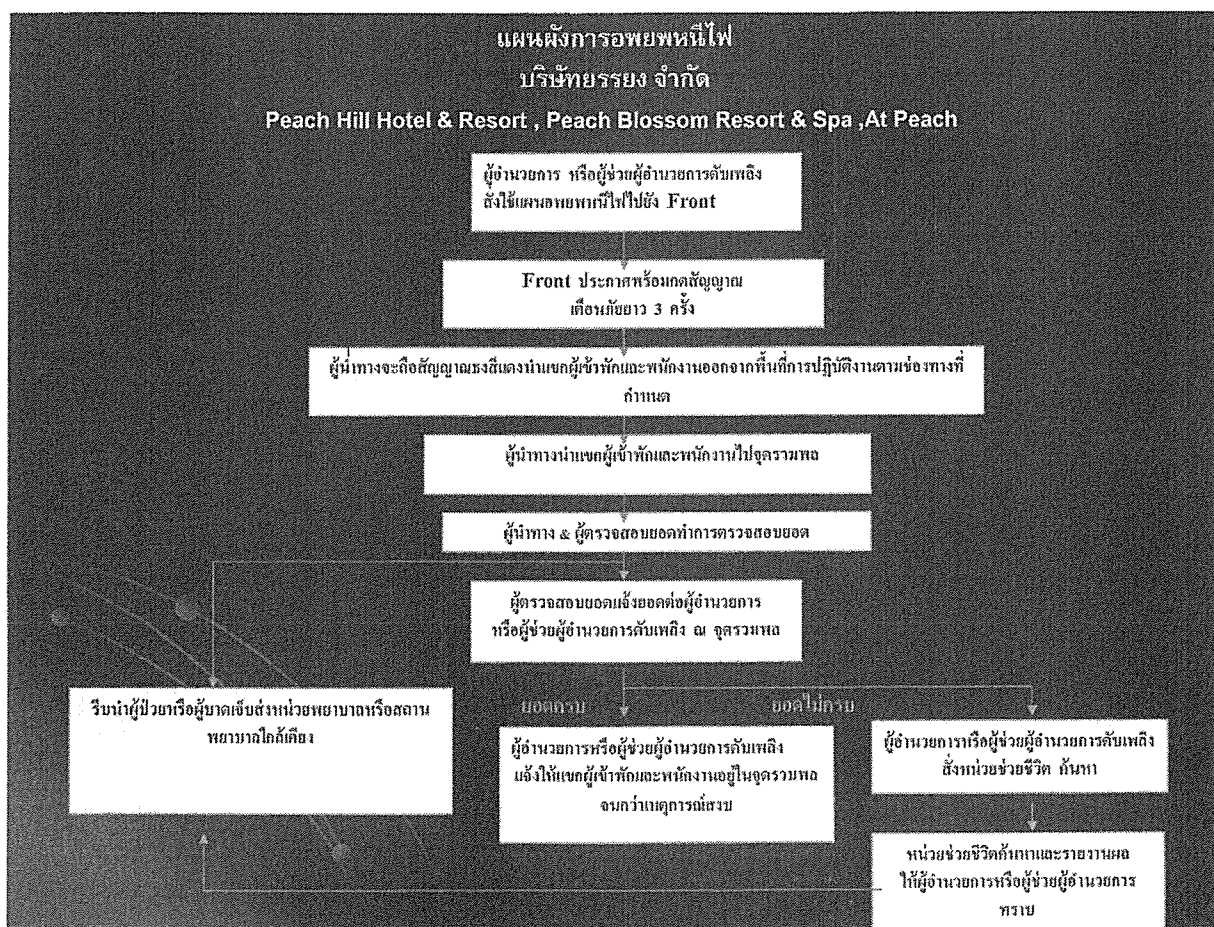 แผนผังการอพยพหนีไฟ
บริษัทยรรยง จำกัด
Peach Hill Hotel & Resort , Peach Blossom Resort & Spa ,At Peach
ผู้อำนวยการ หรือผู้ช่วยผู้อำนวยการดับเพลิง
สั่งใช้แผนอพยพหนีไฟไปยัง Front
Front ประกาศพร้อมกดสัญญาณ
เตือนภัยยาว 3 ครั้ง
ผู้นำทางจะถือสัญญาณธงสีแดงนำแขกผู้เข้าพักและพนักงานออกจากพื้นที่การปฏิบัติงานตามช่องทางที่
กำหนด
ผู้นำทางนำแขกผู้เข้าพักและพนักงานไปจุดรวมพล
ผู้นำทาง & ผู้ตรวจสอบยอดทำการตรวจสอบยอด
ผู้ตรวจสอบยอดแจ้งยอดต่อผู้อำนวยการ
หรือผู้ช่วยผู้อำนวยการดับเพลิง ณ จุดรวมพล
รีบนำผู้ป่วยหรือผู้บาดเจ็บส่งหน่วยพยาบาลหรือสถาน
พยาบาลใกล้เคียง
ยอดครบ
ยอดไม่ครบ
ผู้อำนวยการหรือผู้ช่วยผู้อำนวยการดับเพลิง
แจ้งให้แขกผู้เข้าพักและพนักงานอยู่ในจุดรวมพล
จนกว่าเหตุการณ์สงบ
ผู้อำนวยการหรือผู้ช่วยผู้อำนวยการดับเพลิง
สั่งหน่วยช่วยชีวิต ค้นหา
หน่วยช่วยชีวิตค้นหาและรายงานผล
ให้ผู้อำนวยการหรือผู้ช่วยผู้อำนวยการ
ทราบ